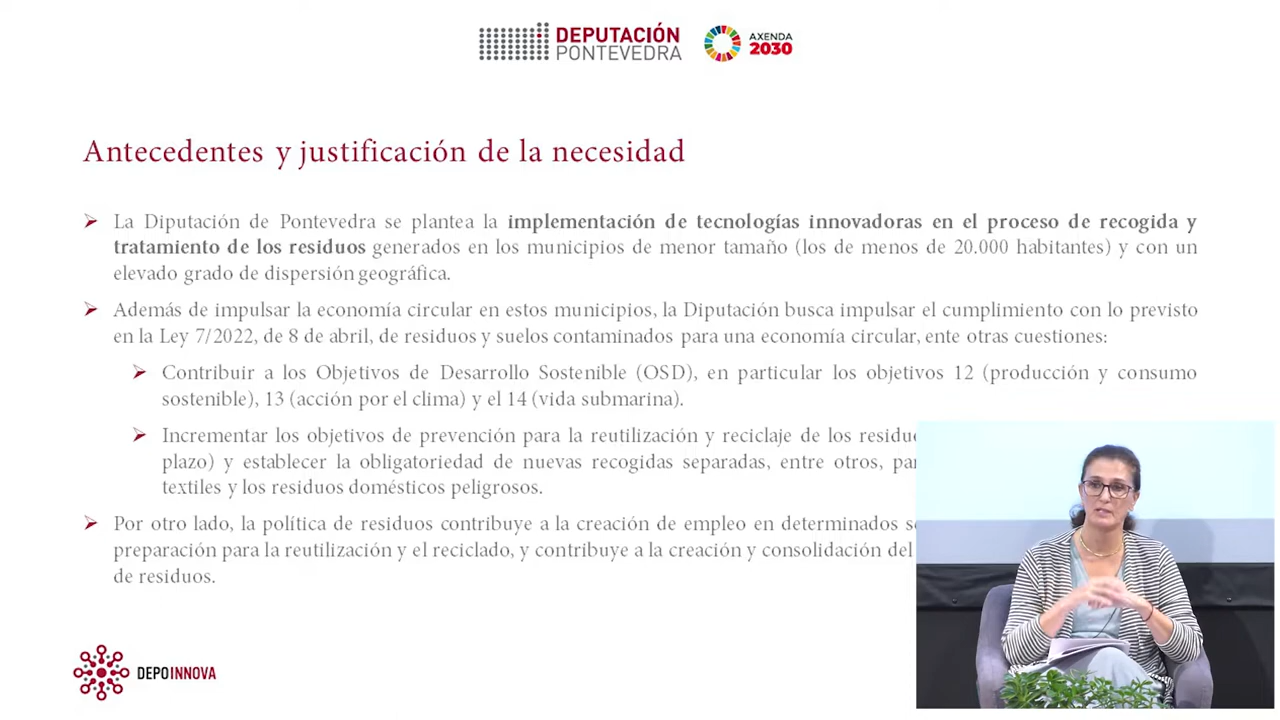 DEPUTACIÓN
PONTEVEDRA
AXENDA
2030
Antecedentes y justificación de la necesidad
La Diputación de Pontevedra se plantea la implementación de tecnologías innovadoras en el proceso de recogida y
tratamiento de los residuos generados en los municipios de menor tamaño (los de menos de 20.000 habitantes) y con un
elevado grado de dispersión geográfica.
Además de impulsar la economía circular en estos municipios, la Diputación busca impulsar el cumplimiento con lo previsto
en la Ley 7/2022, de 8 de abril, de residuos y suelos contaminados para una economía circular, ente otras cuestiones:
Contribuir a los Objetivos de Desarrollo Sostenible (OSD), en particular los objetivos 12 (producción y consumo
sostenible), 13 (acción por el clima) y el 14 (vida submarina).
Incrementar los objetivos de prevención para la reutilización y reciclaje de los
plazo) y establecer la obligatoriedad de nuevas recogidas separadas, entre otros,
textiles y los residuos domésticos peligrosos.
Por otro lado, la política de residuos contribuye a la creación de empleo en determinados
preparación para la reutilización y el reciclado, y contribuye a la creación y consolidación del
de residuos.
DEPOINNOVA